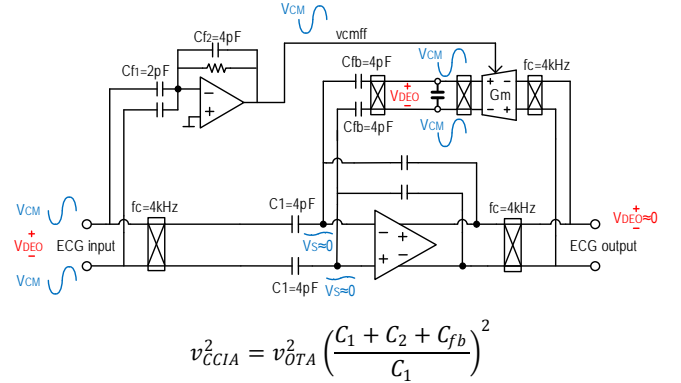 VCM
vcmff
Cf2=4pF
Cf1=2pF
−
+
Cfb=4pF
VCM
fc=4kHz
+
VDEO
−
+ −
Gm
− +
Cfb=4pF
VCM
VCM
fc=4kHz
C1=4pF
fc=4kHz
+
VDEO≈0
−
+
VDEO
−
ECG input
VS≈0
− +
+ −
ECG output
VCM
C1=4pF
VS≈0
v²CCIA = v²OTA ((C1 + C2 + Cfb) / C1)²